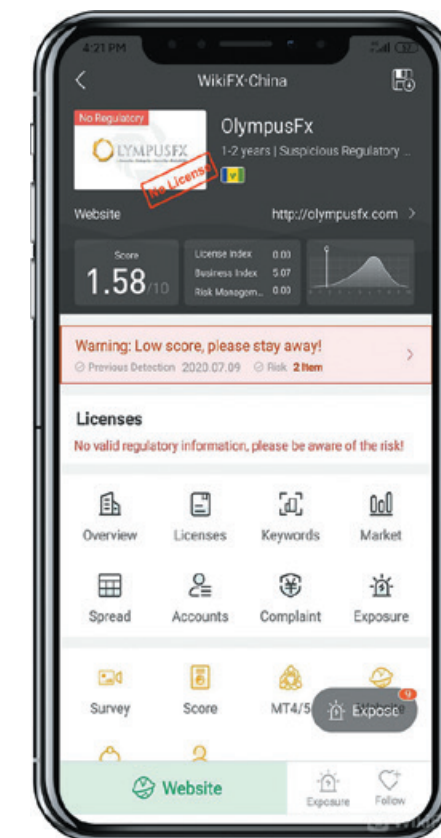 4:21 PM
WikiFX·China
No Regulatory
OLYMPUSFX
No License
OlympusFx
1-2 years | Suspicious Regulatory ...
Website
http://olympusfx.com
Score
1.58/10
License Index 0.00
Business Index 5.07
Risk Managem... 0.00
Warning: Low score, please stay away!
Previous Detection 2020.07.09 Risk 2 Item
Licenses
No valid regulatory information, please be aware of the risk!
Overview Licenses Keywords Market
Spread Accounts Complaint Exposure
Survey Score MT4/5
9
Expose
Website
Exposure Follow